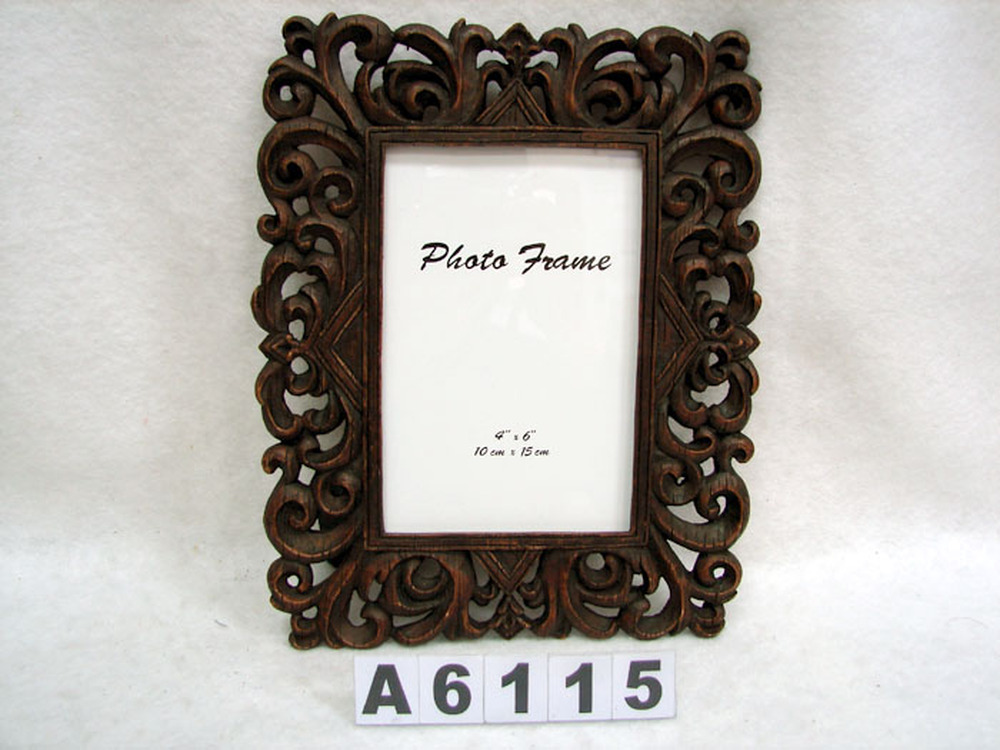 Photo Frame
4" x 6"
10 cm x 15 cm
A6115